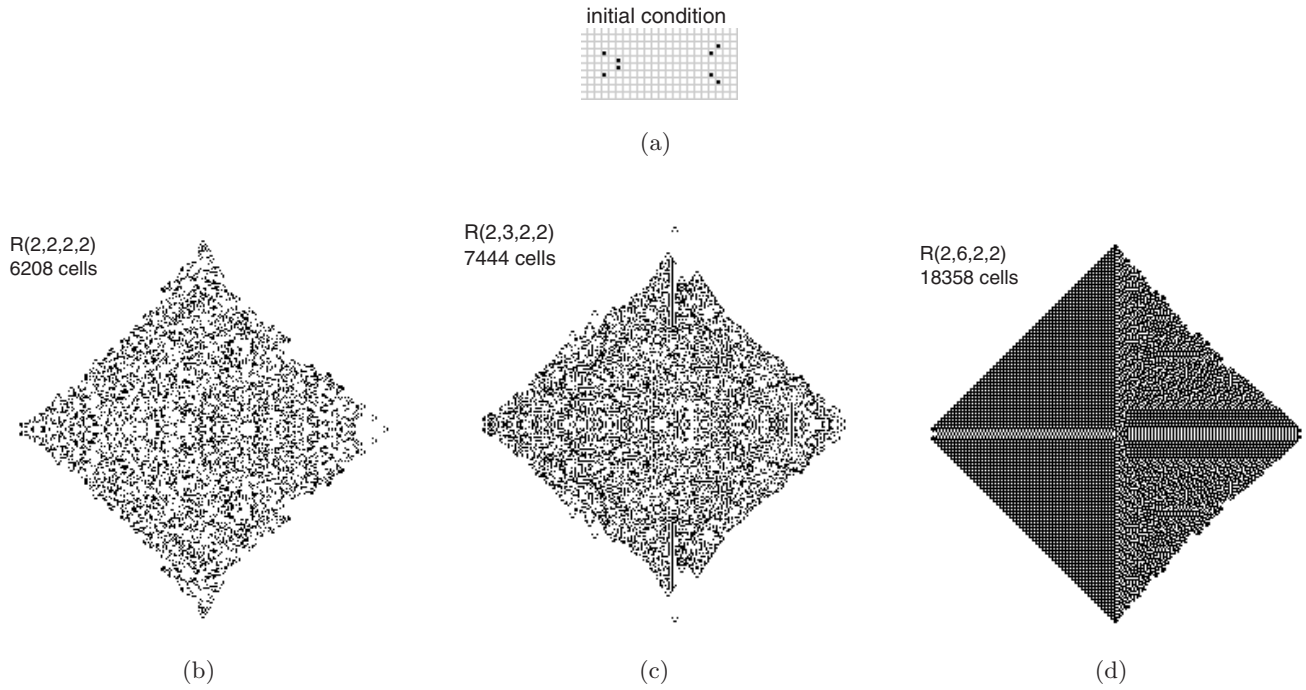 initial condition
(a)
R(2,2,2,2)
6208 cells
R(2,3,2,2)
7444 cells
R(2,6,2,2)
18358 cells
(b)
(c)
(d)